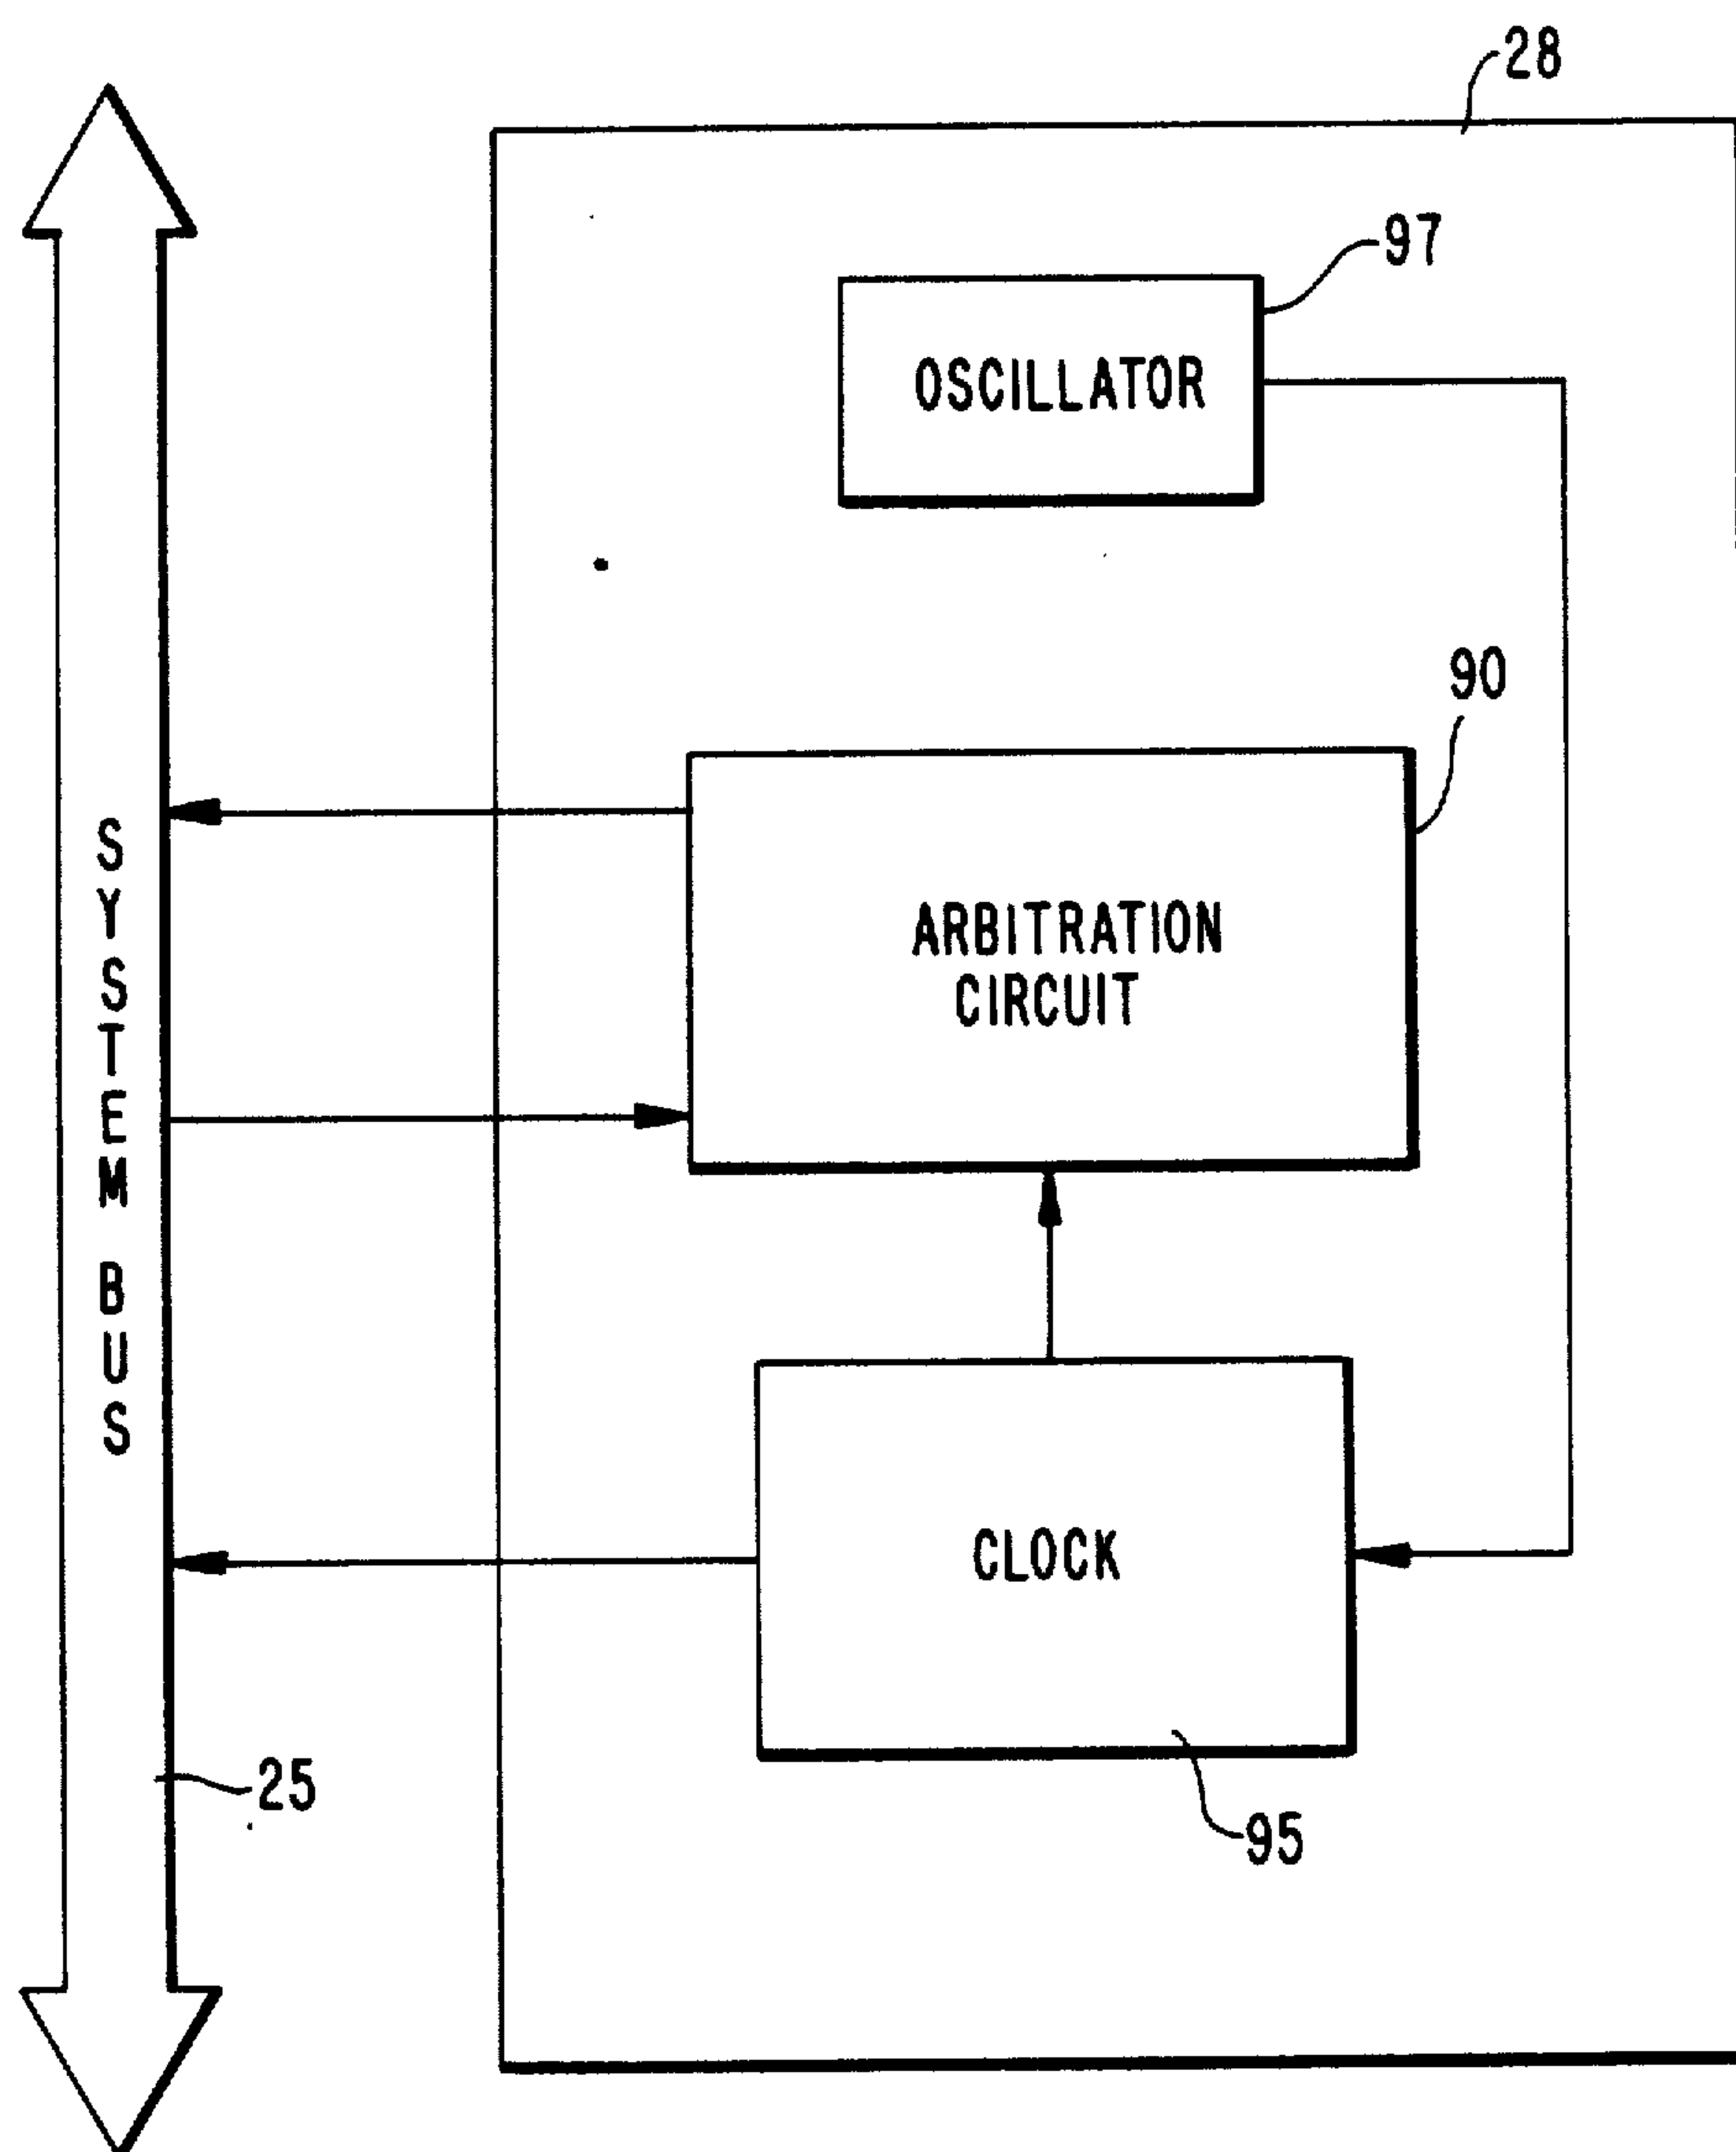 28
97
OSCILLATOR
90
ARBITRATION
CIRCUIT
SYSTEM BUS
CLOCK
25
95